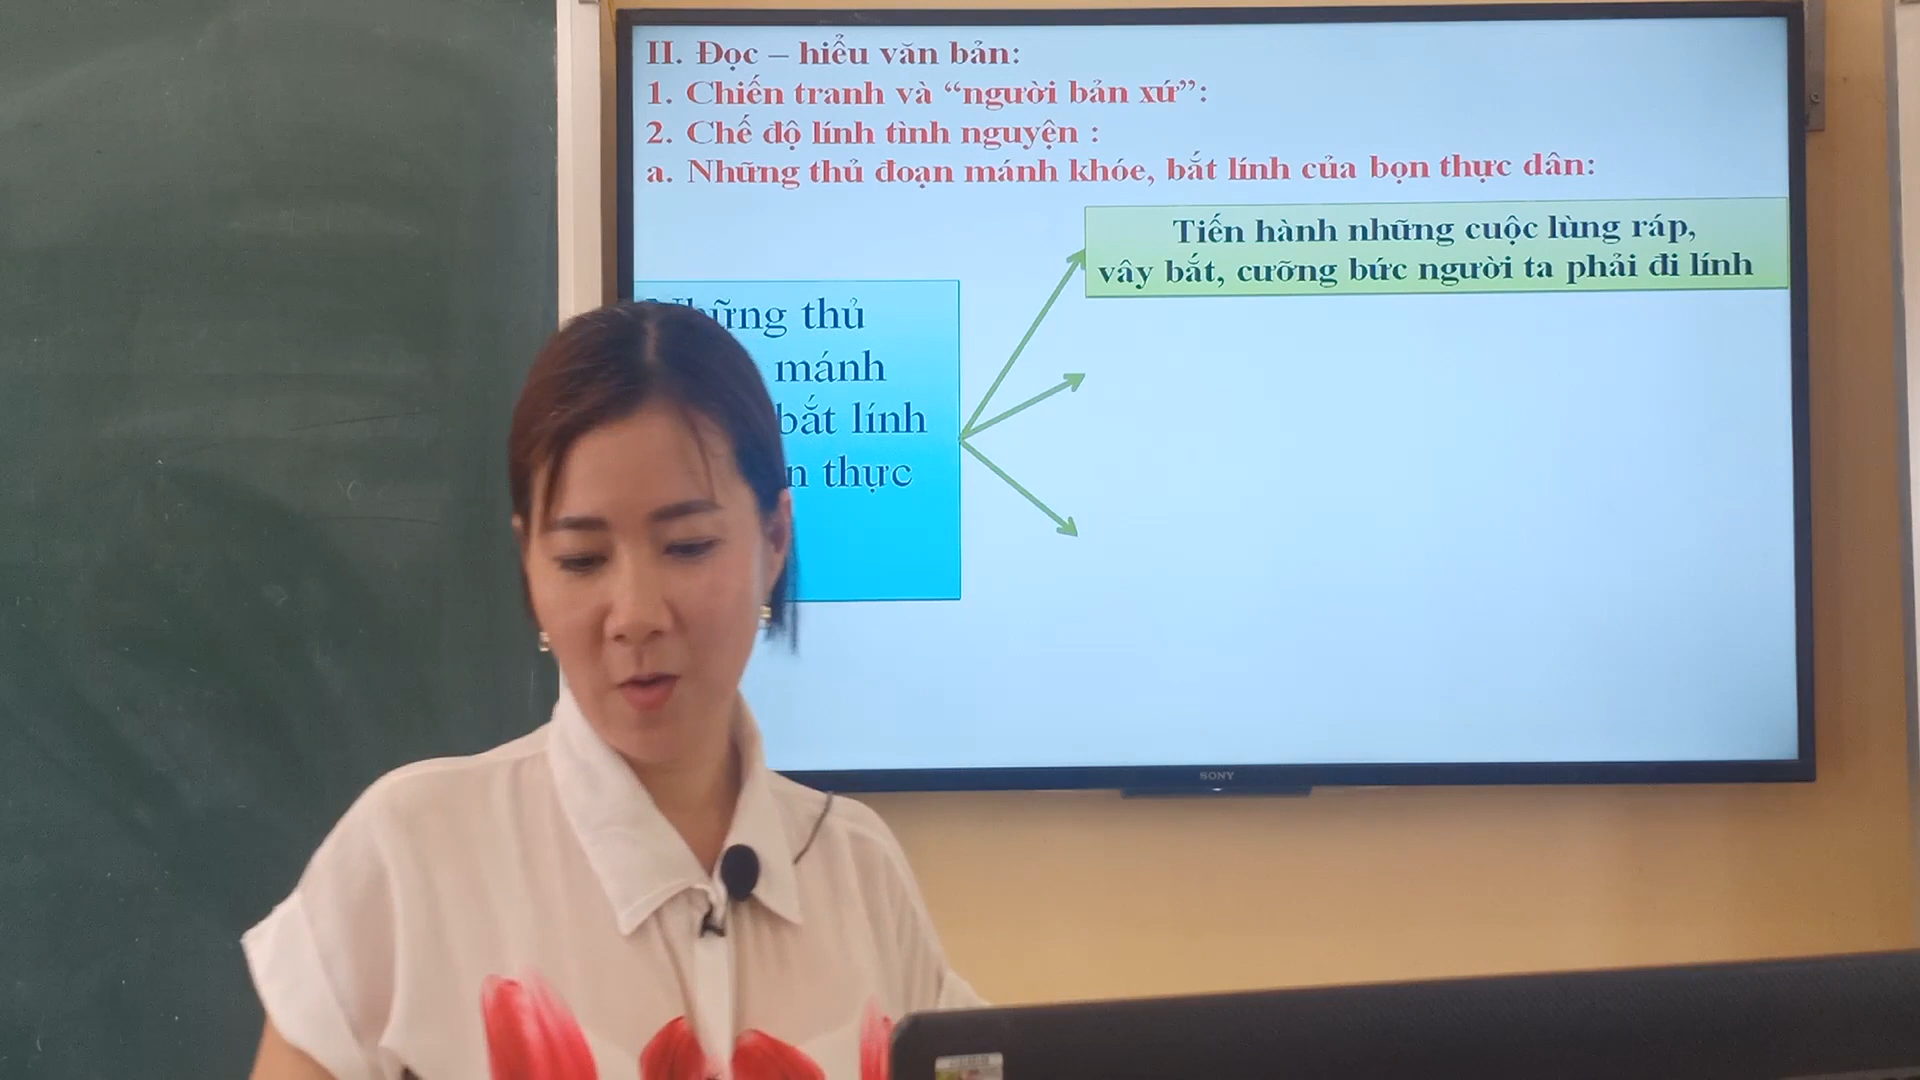 II. Đọc – hiểu văn bản:
1. Chiến tranh và “người bản xứ”:
2. Chế độ lính tình nguyện :
a. Những thủ đoạn mánh khóe, bắt lính của bọn thực dân:
Tiến hành những cuộc lùng ráp,
vây bắt, cưỡng bức người ta phải đi lính
Những thủ
mánh
bắt lính
thực
SONY